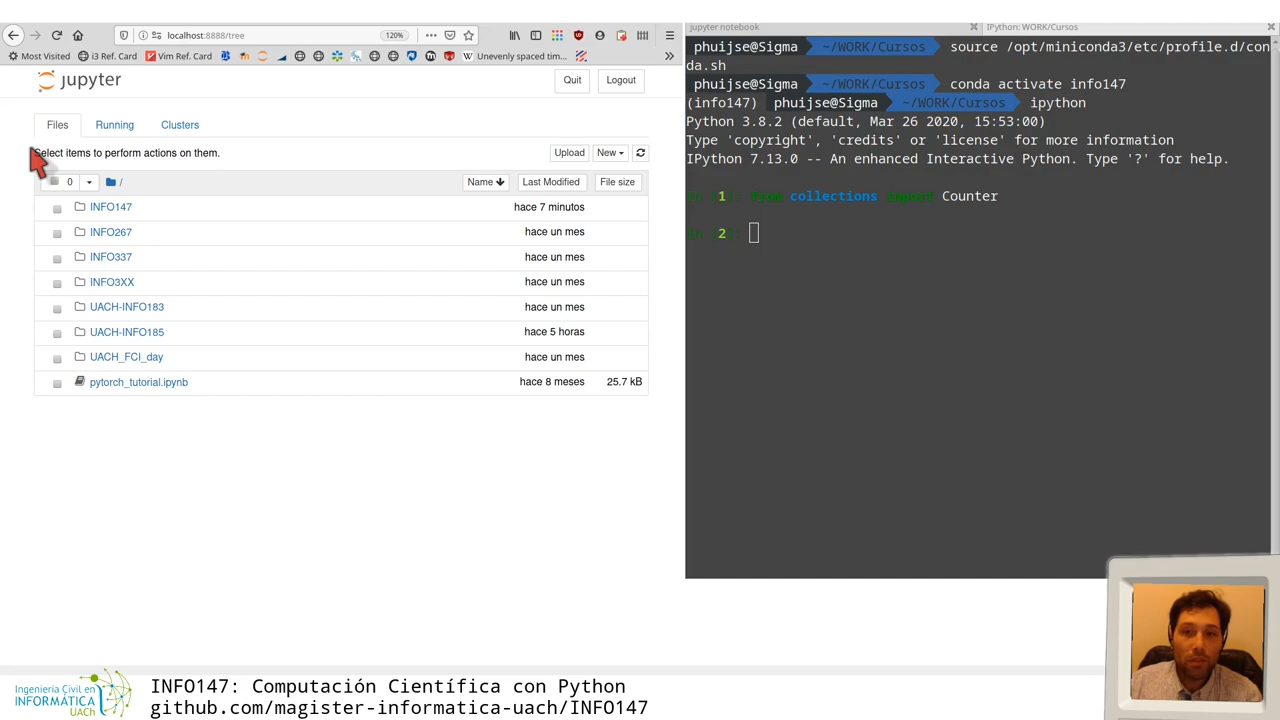 localhost:8888/tree
120%
Most Visited
i3 Ref. Card
Vim Ref. Card
Unevenly spaced tim…
jupyter
Quit
Logout
Files
Running
Clusters
Select items to perform actions on them.
Upload
New
0
/
Name
Last Modified
File size
INFO147
hace 7 minutos
INFO267
hace un mes
INFO337
hace un mes
INFO3XX
hace un mes
UACH-INFO183
hace un mes
UACH-INFO185
hace 5 horas
UACH_FCI_day
hace un mes
pytorch_tutorial.ipynb
hace 8 meses
25.7 kB
jupyter notebook
IPython: WORK/Cursos
phuijse@Sigma ~/WORK/Cursos source /opt/miniconda3/etc/profile.d/con
da.sh
phuijse@Sigma ~/WORK/Cursos conda activate info147
(info147) phuijse@Sigma ~/WORK/Cursos ipython
Python 3.8.2 (default, Mar 26 2020, 15:53:00)
Type 'copyright', 'credits' or 'license' for more information
IPython 7.13.0 -- An enhanced Interactive Python. Type '?' for help.
In [1]: from collections import Counter
In [2]:
Ingeniería Civil en
INFORMÁTICA
UACh
INFO147: Computación Científica con Python
github.com/magister-informatica-uach/INFO147